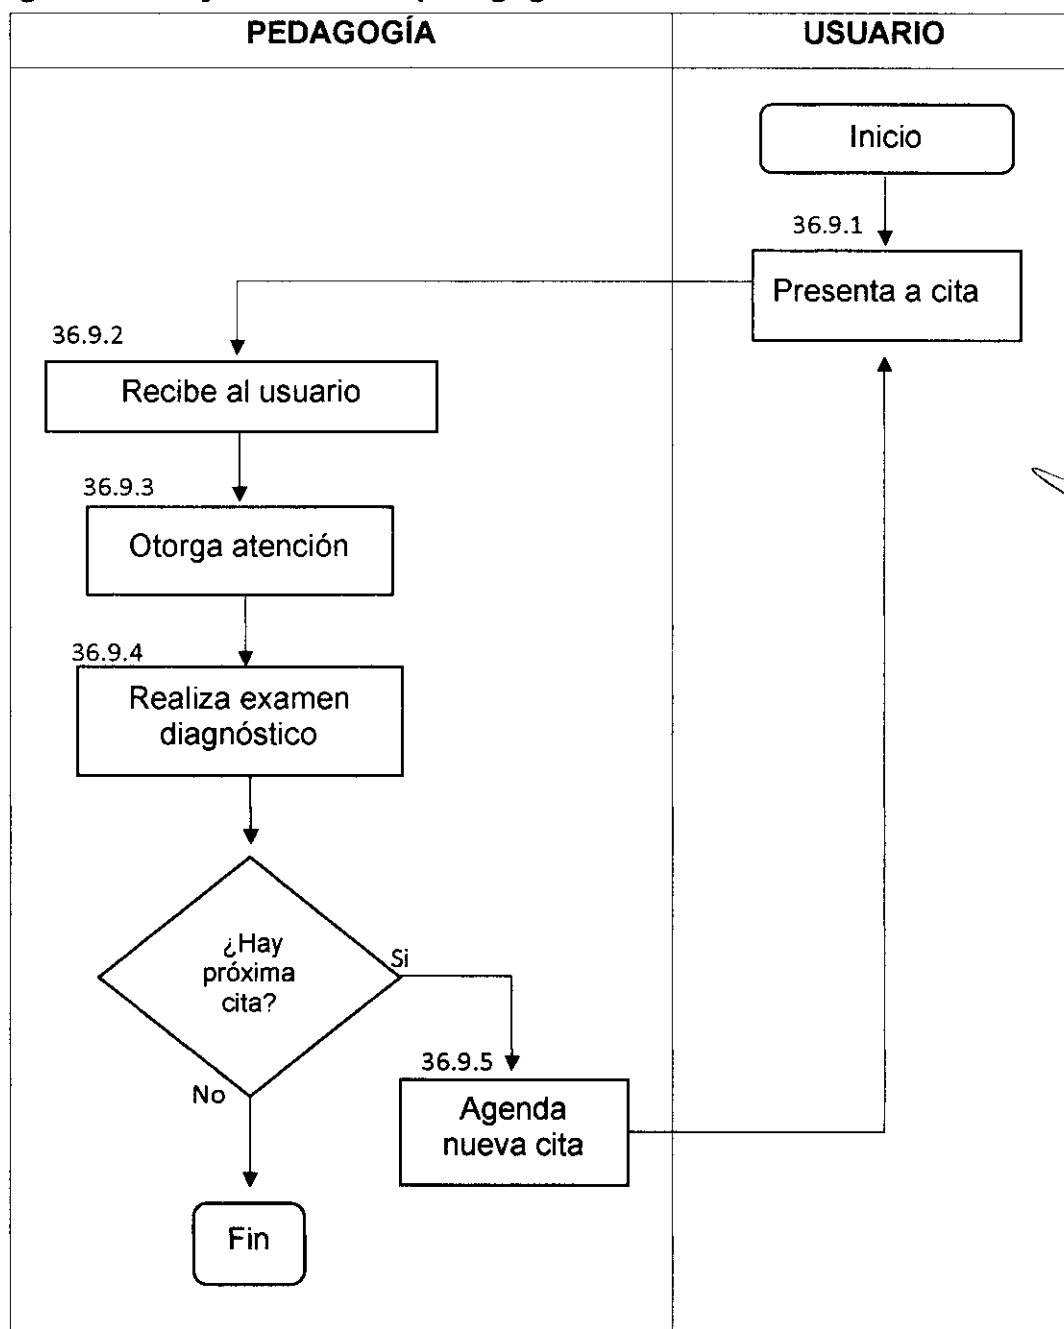 PEDAGOGÍA
USUARIO
Inicio
36.9.1
Presenta a cita
36.9.2
Recibe al usuario
36.9.3
Otorga atención
36.9.4
Realiza examen
diagnóstico
¿Hay
próxima
cita?
Si
36.9.5
Agenda
nueva cita
No
Fin